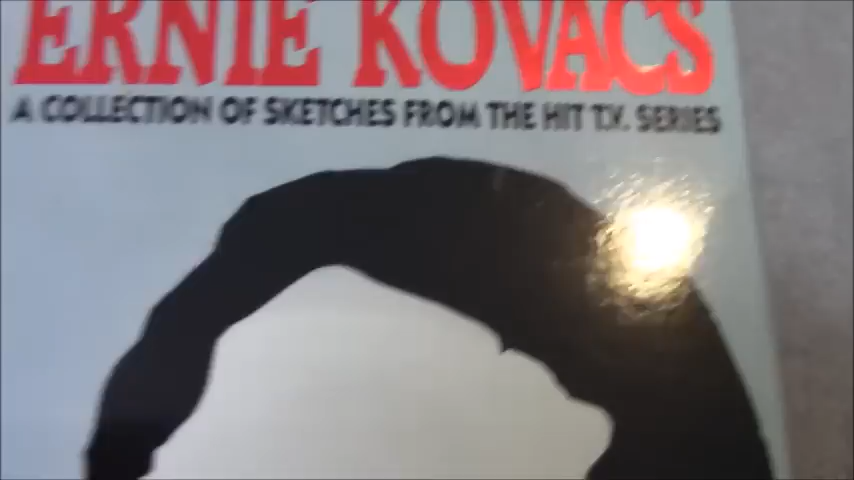 ERNIE KOVACS
A COLLECTION OF SKETCHES FROM THE HIT T.V. SERIES